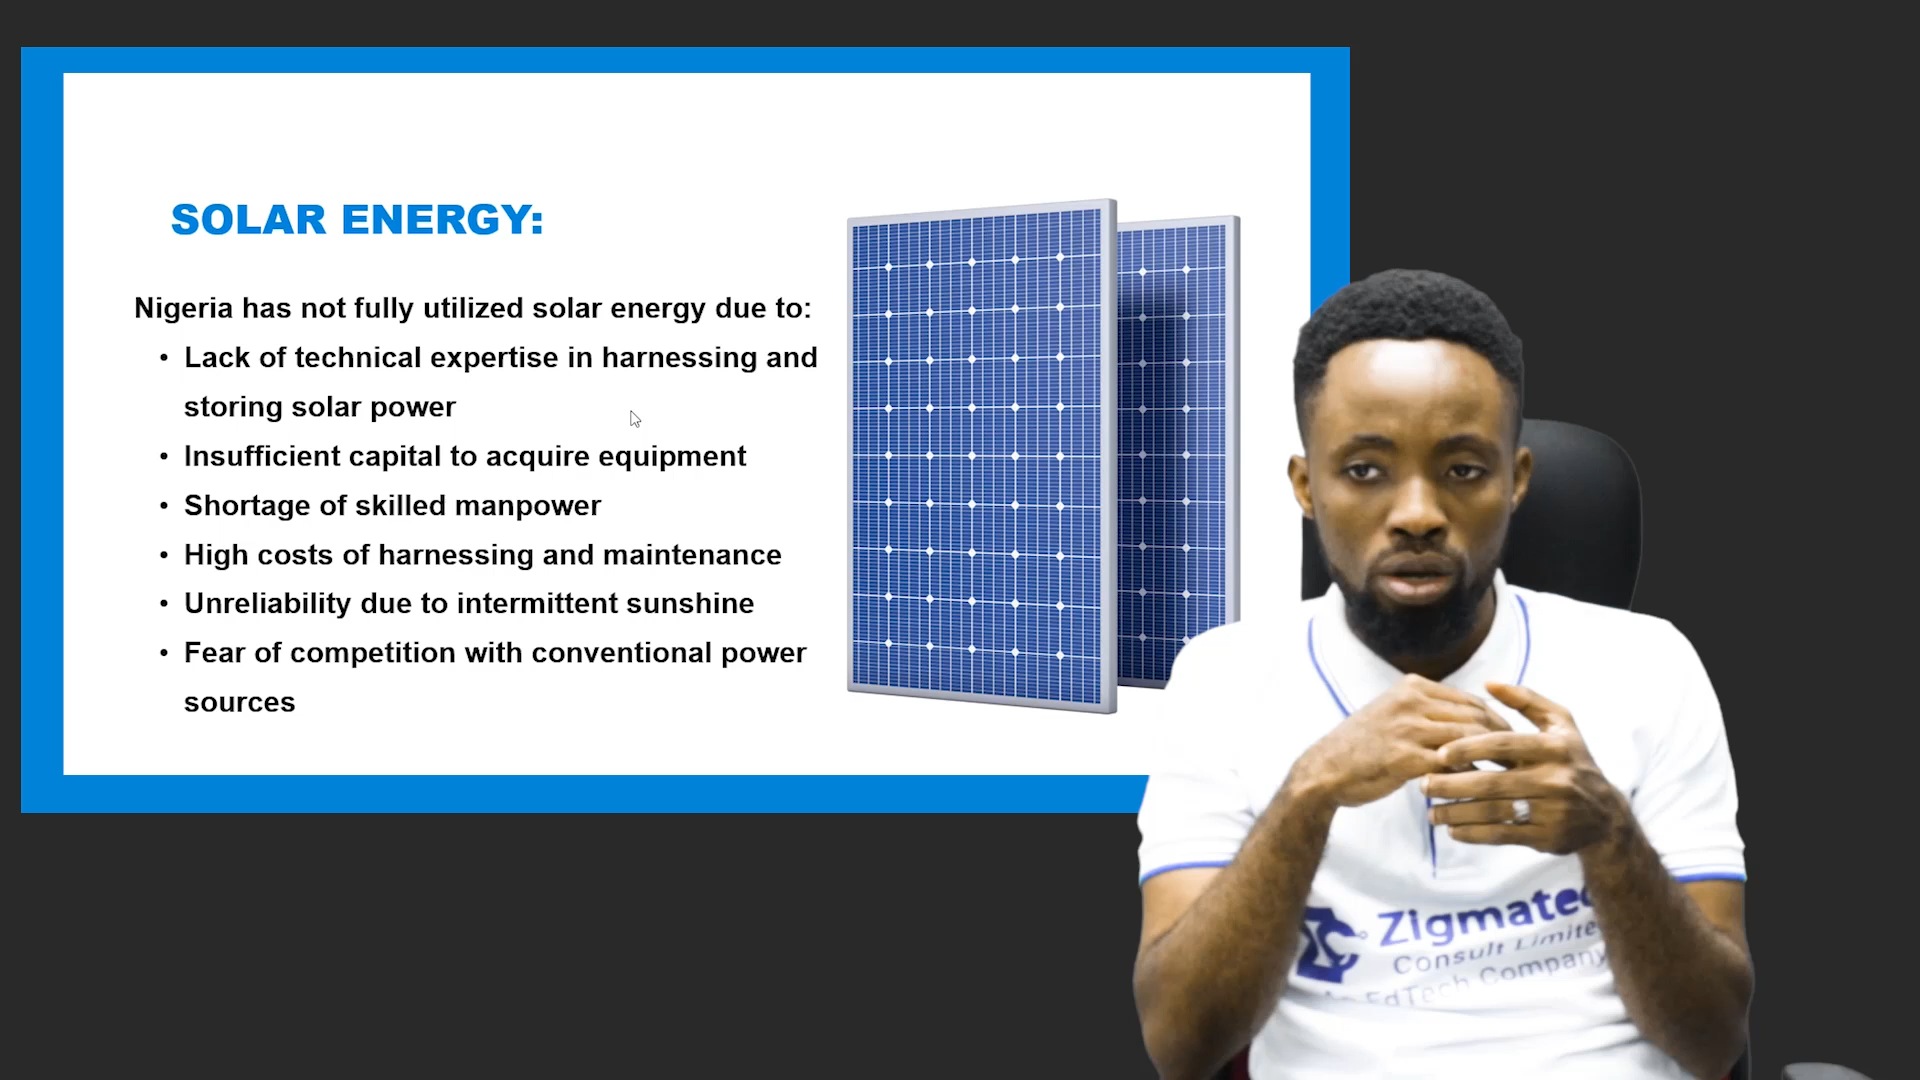 SOLAR ENERGY:
Nigeria has not fully utilized solar energy due to:
• Lack of technical expertise in harnessing and
storing solar power
• Insufficient capital to acquire equipment
• Shortage of skilled manpower
• High costs of harnessing and maintenance
• Unreliability due to intermittent sunshine
• Fear of competition with conventional power
sources
Consult
EdTech Company